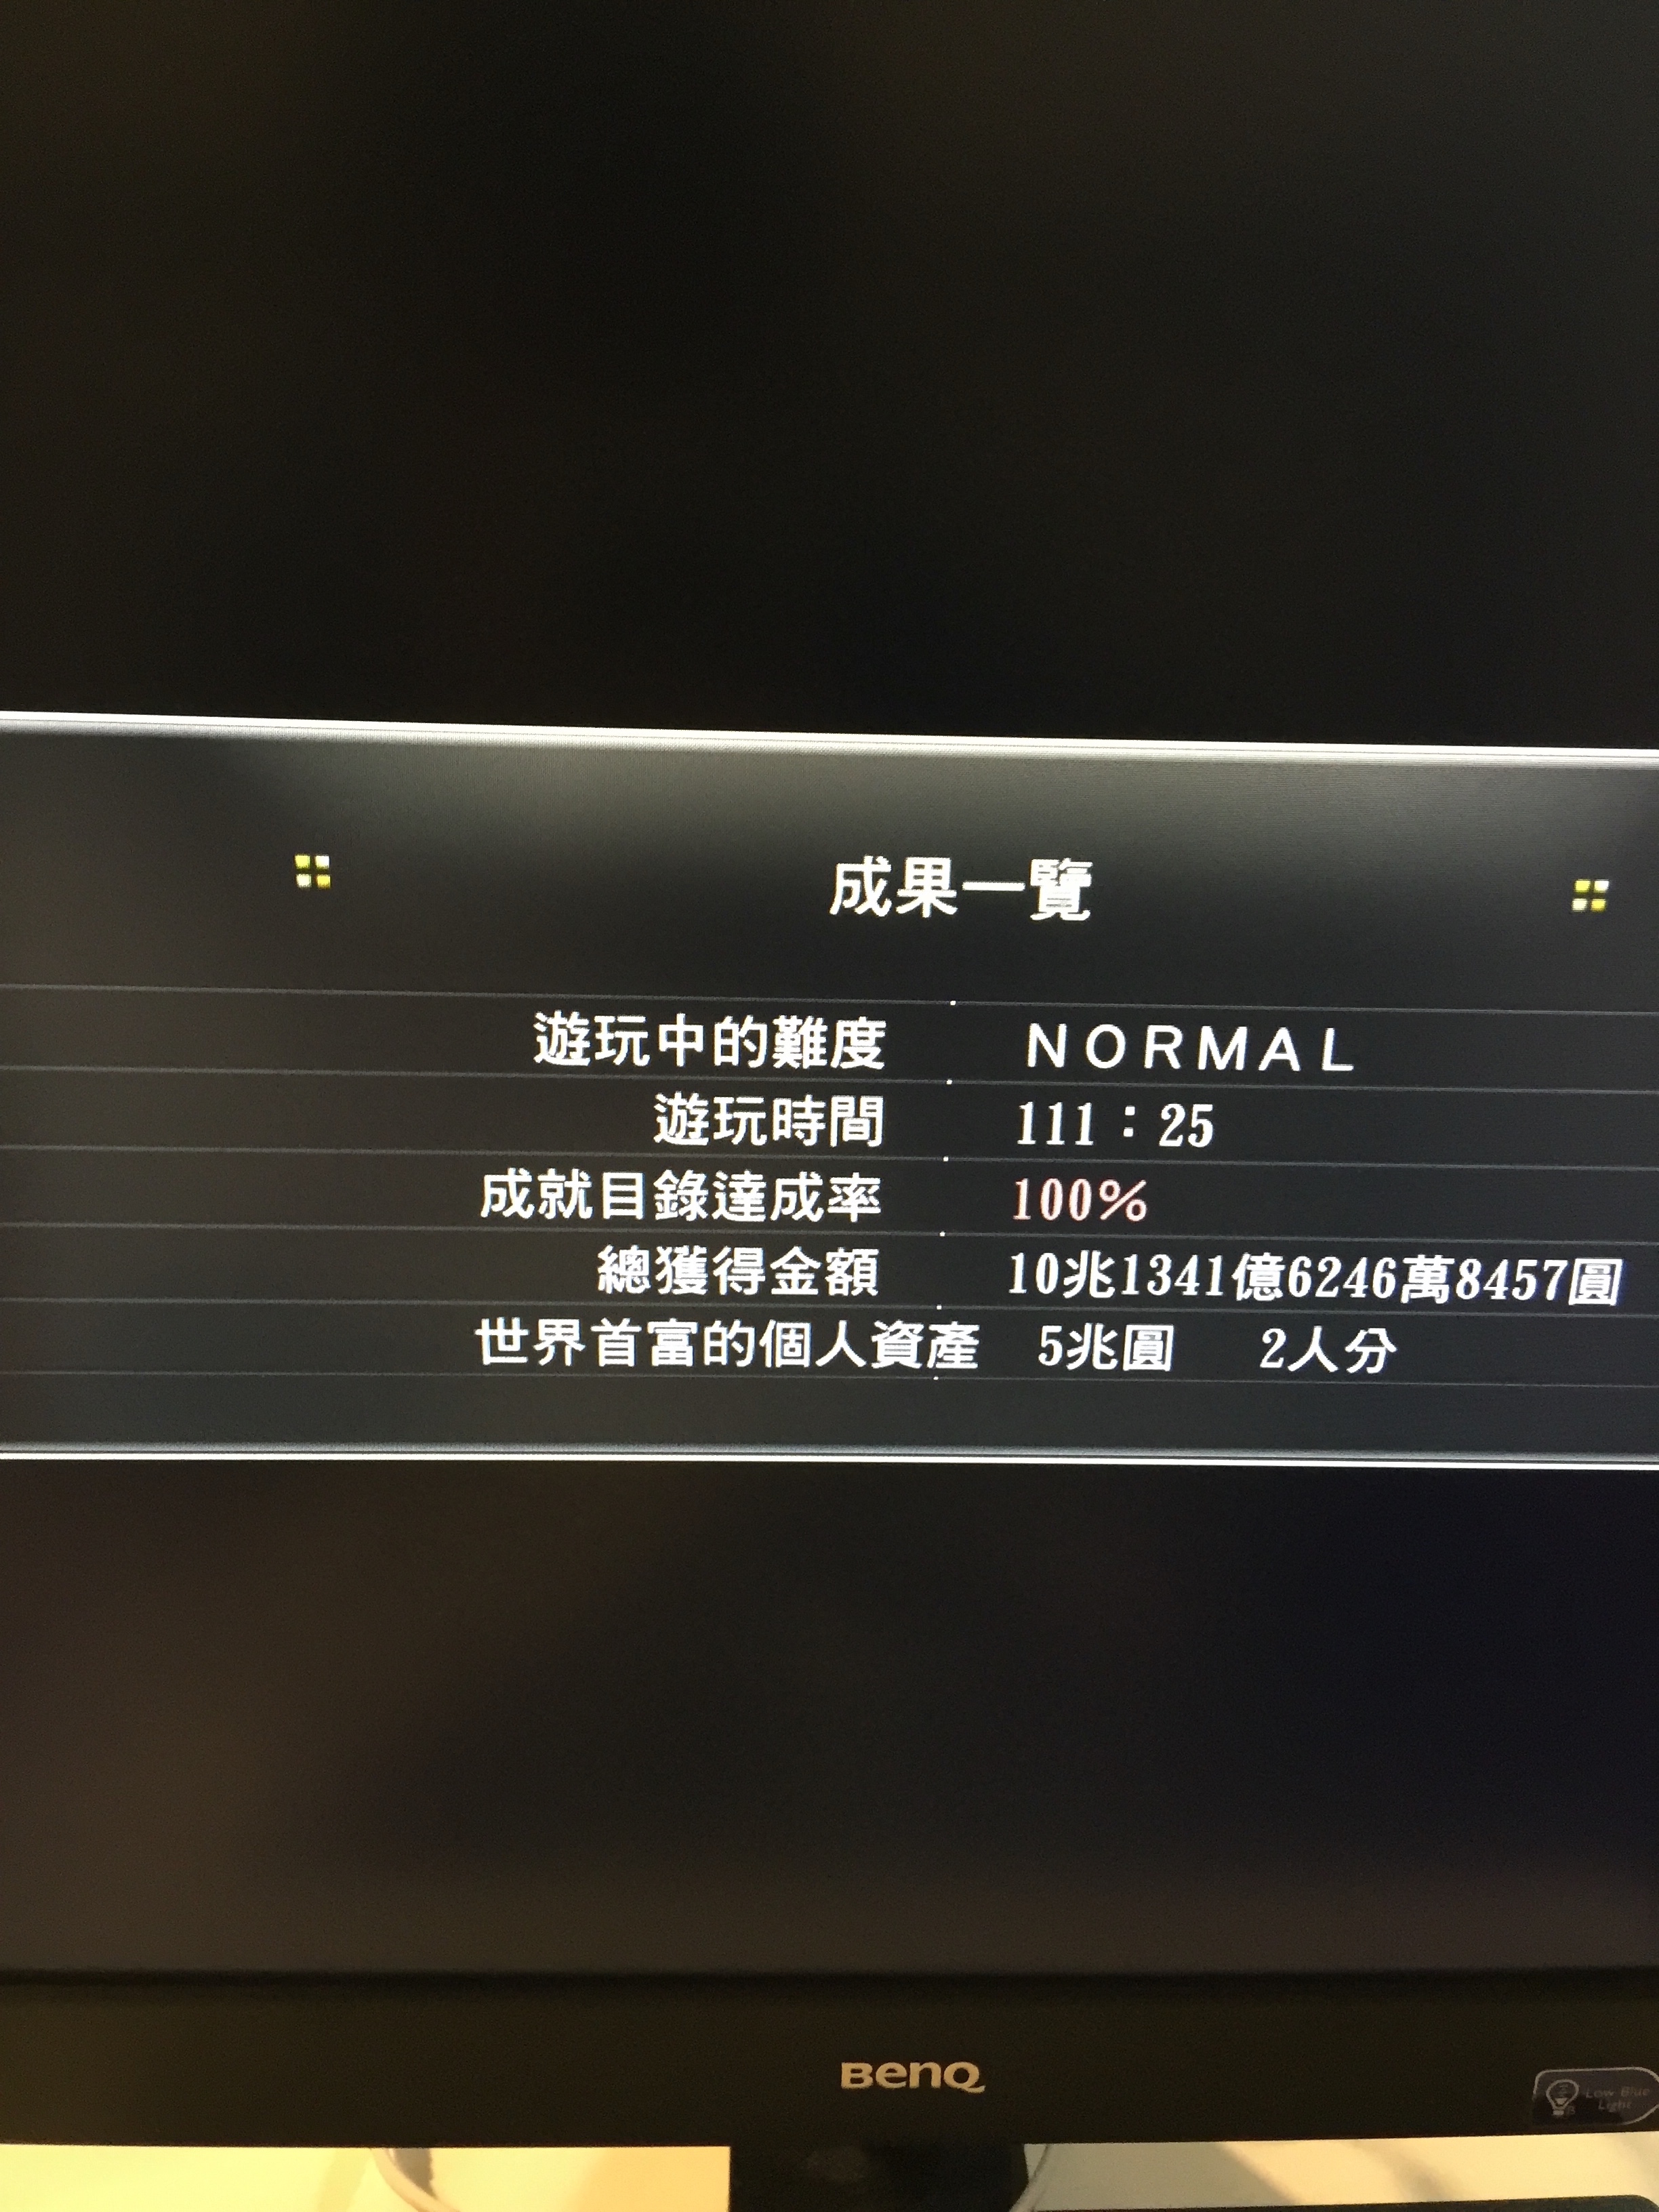 成果一覽
遊玩中的難度 NORMAL
遊玩時間 111：25
成就目錄達成率 100%
總獲得金額 10兆1341億6246萬8457圓
世界首富的個人資產 5兆圓 2人分
BenQ
Low Blue
Light